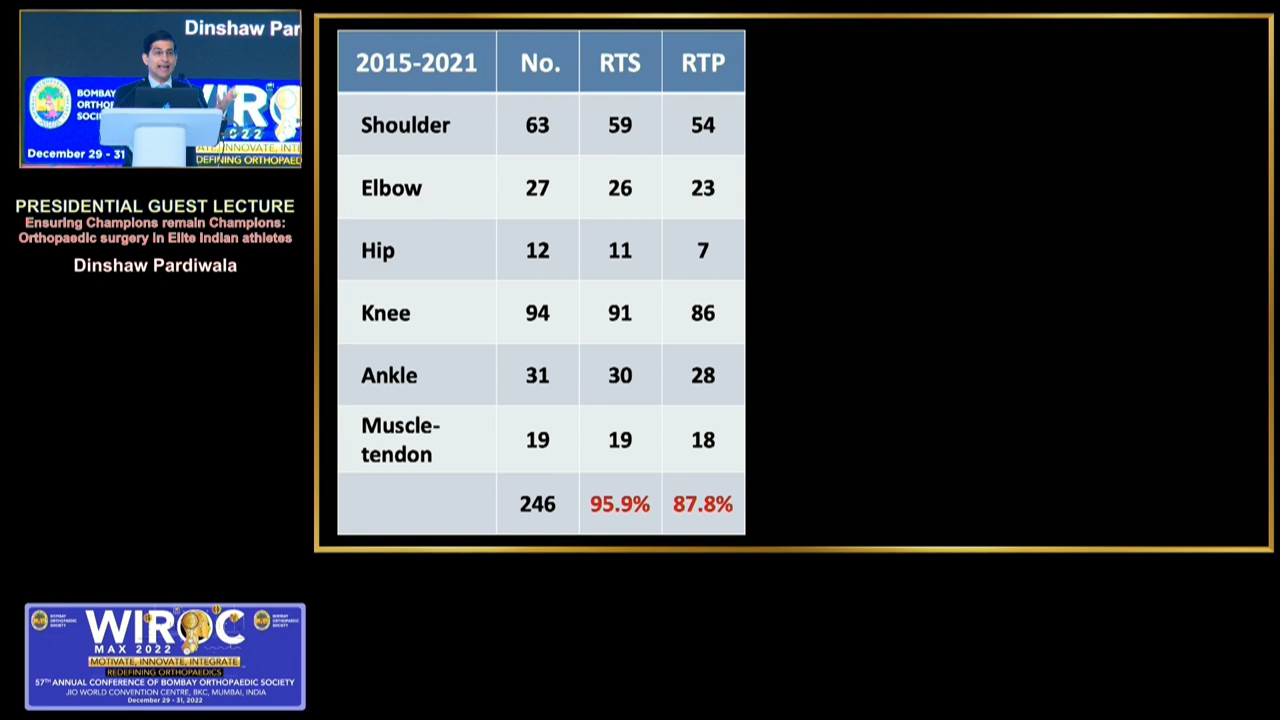 Dinshaw Par
BOMBAY
ORTHOP
SOCI
WIRO
2022
December 29 - 31
DEFINING ORTHOPAED
PRESIDENTIAL GUEST LECTURE
Ensuring Champions remain Champions:
Orthopaedic surgery in Elite Indian athletes
Dinshaw Pardiwala
2015-2021 No. RTS RTP
Shoulder 63 59 54
Elbow 27 26 23
Hip 12 11 7
Knee 94 91 86
Ankle 31 30 28
Muscle-
tendon 19 19 18
246 95.9% 87.8%
BOMBAY
ORTHOPAEDIC
SOCIETY
WIROC
MAX 2022
BOMBAY
ORTHOPAEDIC
SOCIETY
MOTIVATE, INNOVATE, INTEGRATE
REDEFINING ORTHOPAEDICS
57TH ANNUAL CONFERENCE OF BOMBAY ORTHOPAEDIC SOCIETY
JIO WORLD CONVENTION CENTRE, BKC, MUMBAI, INDIA
December 29 - 31, 2022